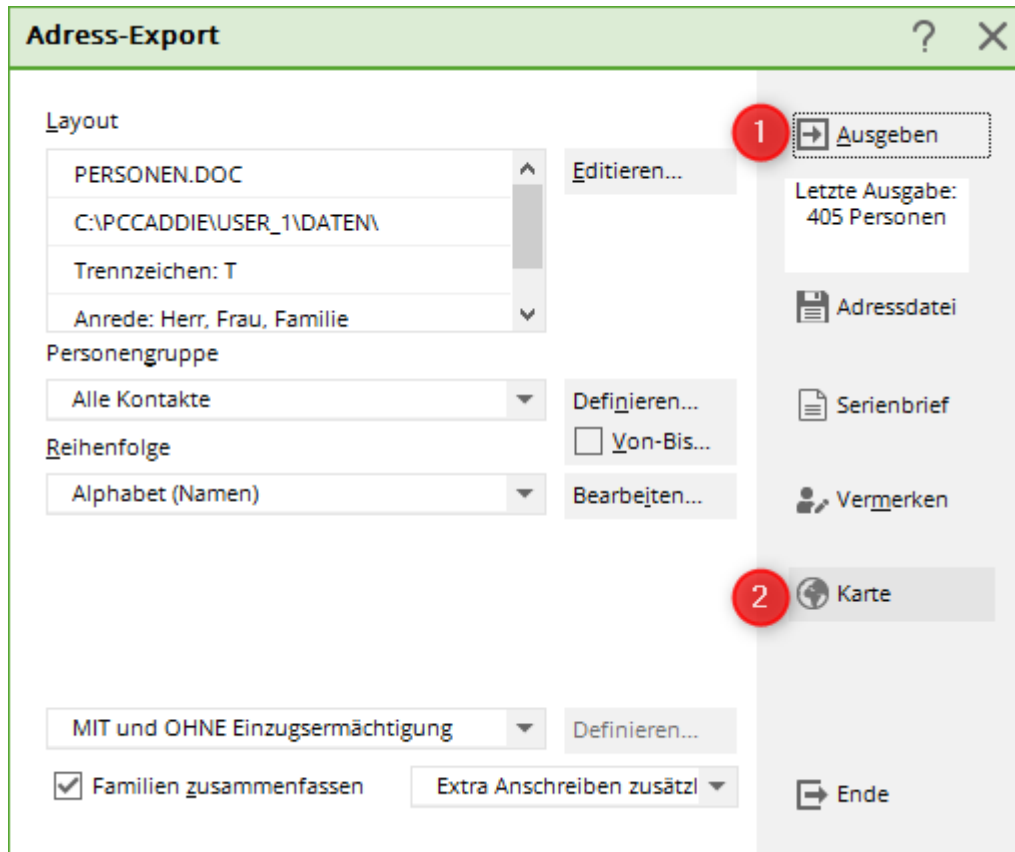 Adress-Export
?
Layout
PERSONEN.DOC
C:\PCCADDIE\USER_1\DATEN\
Trennzeichen: T
Anrede: Herr, Frau, Familie
Editieren...
Personengruppe
Alle Kontakte
Definieren...
Von-Bis...
Reihenfolge
Alphabet (Namen)
Bearbeiten...
MIT und OHNE Einzugsermächtigung
Definieren...
Familien zusammenfassen
Extra Anschreiben zusätzl
1
Ausgeben
Letzte Ausgabe:
405 Personen
Adressdatei
Serienbrief
Vermerken
2
Karte
Ende